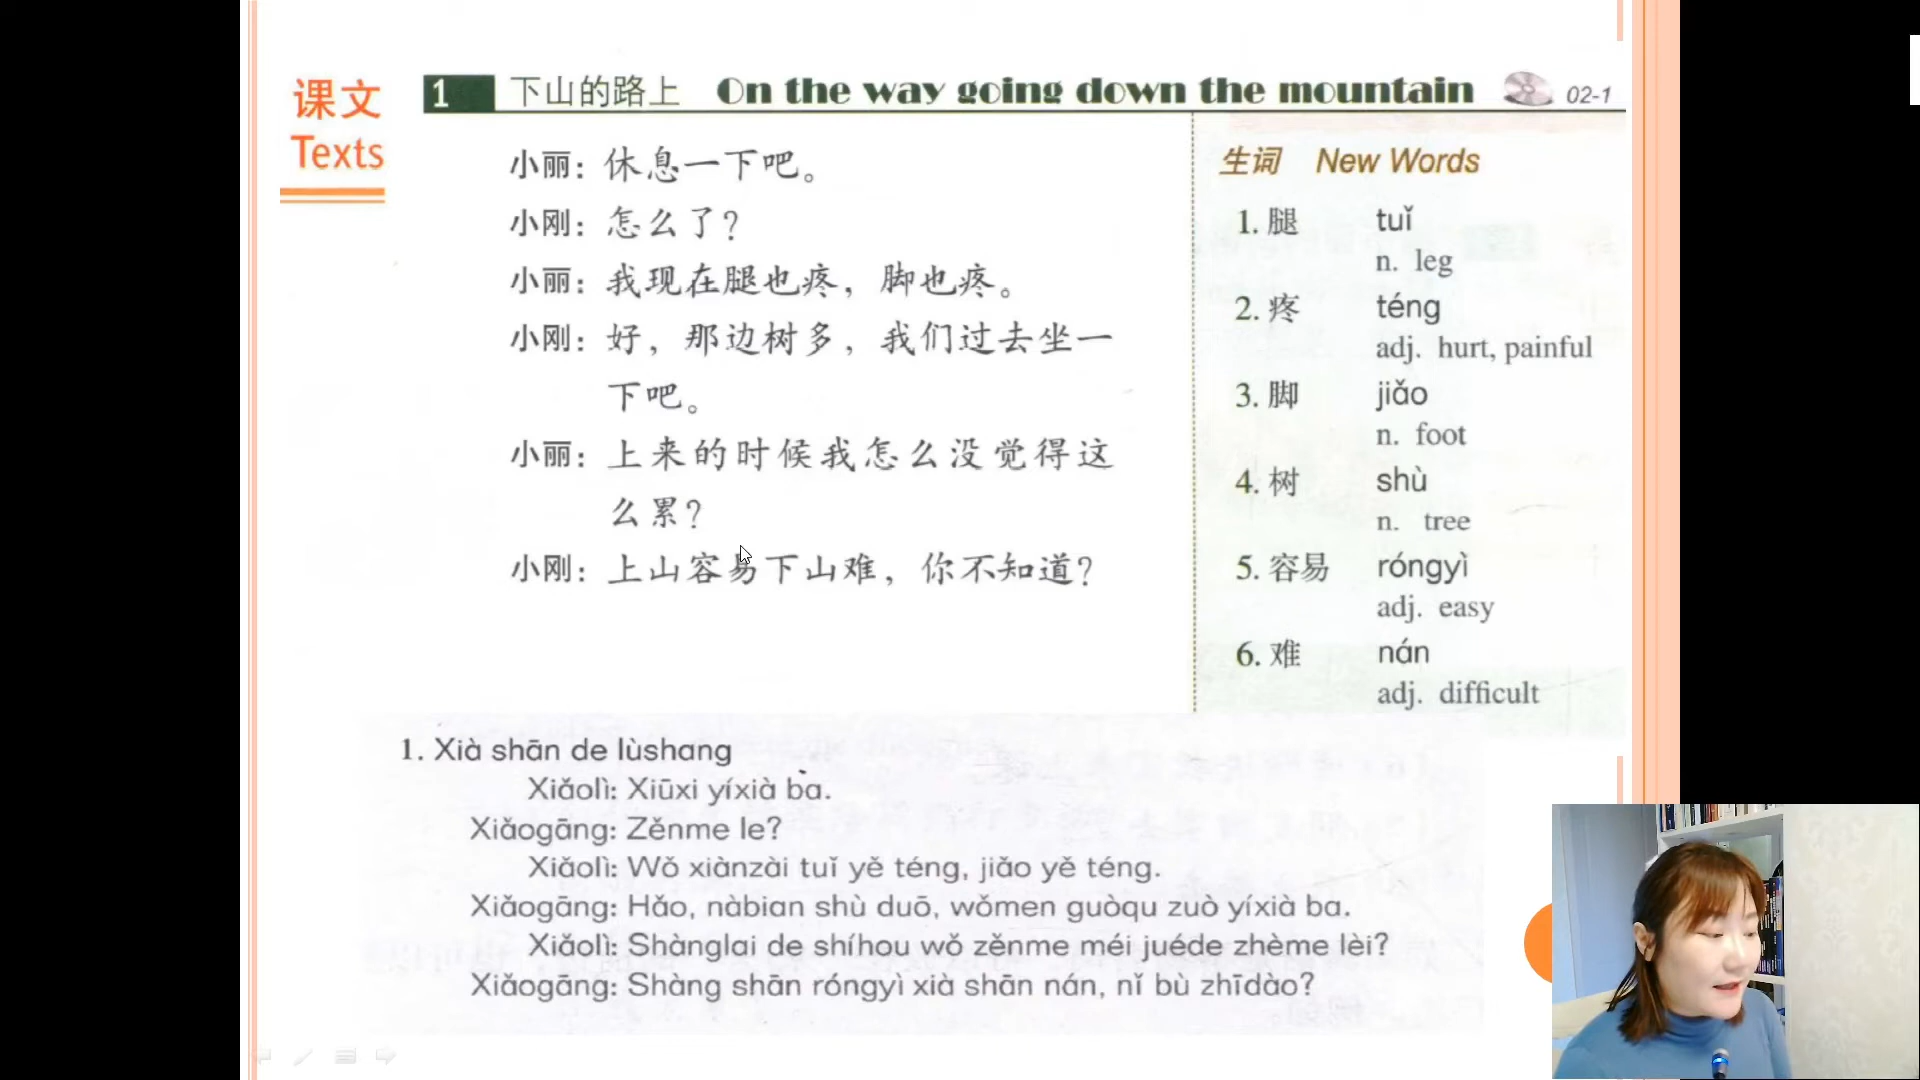 课文
Texts
1 下山的路上 On the way going down the mountain 02-1
小丽：休息一下吧。
小刚：怎么了？
小丽：我现在腿也疼，脚也疼。
小刚：好，那边树多，我们过去坐一
下吧。
小丽：上来的时候我怎么没觉得这
么累？
小刚：上山容易下山难，你不知道？
生词 New Words
1. 腿 tuǐ
n. leg
2. 疼 téng
adj. hurt, painful
3. 脚 jiǎo
n. foot
4. 树 shù
n. tree
5. 容易 róngyì
adj. easy
6. 难 nán
adj. difficult
1. Xià shān de lùshang
Xiǎolì: Xiūxi yíxià ba.
Xiǎogāng: Zěnme le?
Xiǎolì: Wǒ xiànzài tuǐ yě téng, jiǎo yě téng.
Xiǎogāng: Hǎo, nàbian shù duō, wǒmen guòqu zuò yíxià ba.
Xiǎolì: Shànglai de shíhou wǒ zěnme méi juéde zhème lèi?
Xiǎogāng: Shàng shān róngyì xià shān nán, nǐ bù zhīdào?